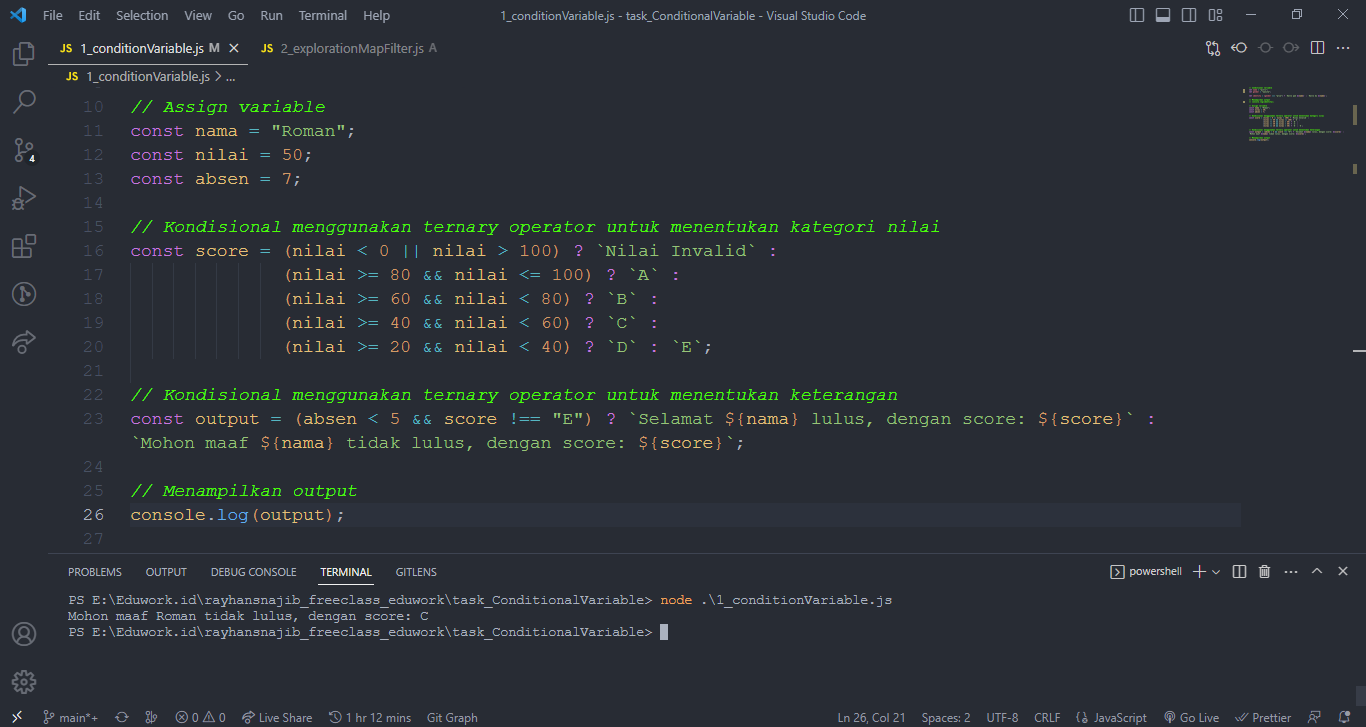 File Edit Selection View Go Run Terminal Help 1_conditionVariable.js - task_ConditionalVariable - Visual Studio Code
JS 1_conditionVariable.js M JS 2_explorationMapFilter.js A
JS 1_conditionVariable.js > ...
10 // Assign variable
11 const nama = "Roman";
12 const nilai = 50;
13 const absen = 7;
14
15 // Kondisional menggunakan ternary operator untuk menentukan kategori nilai
16 const score = (nilai < 0 || nilai > 100) ? `Nilai Invalid` :
17 (nilai >= 80 && nilai <= 100) ? `A` :
18 (nilai >= 60 && nilai < 80) ? `B` :
19 (nilai >= 40 && nilai < 60) ? `C` :
20 (nilai >= 20 && nilai < 40) ? `D` : `E`;
21
22 // Kondisional menggunakan ternary operator untuk menentukan keterangan
23 const output = (absen < 5 && score !== "E") ? `Selamat ${nama} lulus, dengan score: ${score}` :
`Mohon maaf ${nama} tidak lulus, dengan score: ${score}`;
24
25 // Menampilkan output
26 console.log(output);
27
4
PROBLEMS OUTPUT DEBUG CONSOLE TERMINAL GITLENS powershell
PS E:\Eduwork.id\rayhansnajib_freeclass_eduwork\task_ConditionalVariable> node .\1_conditionVariable.js
Mohon maaf Roman tidak lulus, dengan score: C
PS E:\Eduwork.id\rayhansnajib_freeclass_eduwork\task_ConditionalVariable>
main*+ 0 0 Live Share 1 hr 12 mins Git Graph Ln 26, Col 21 Spaces: 2 UTF-8 CRLF JavaScript Go Live Prettier